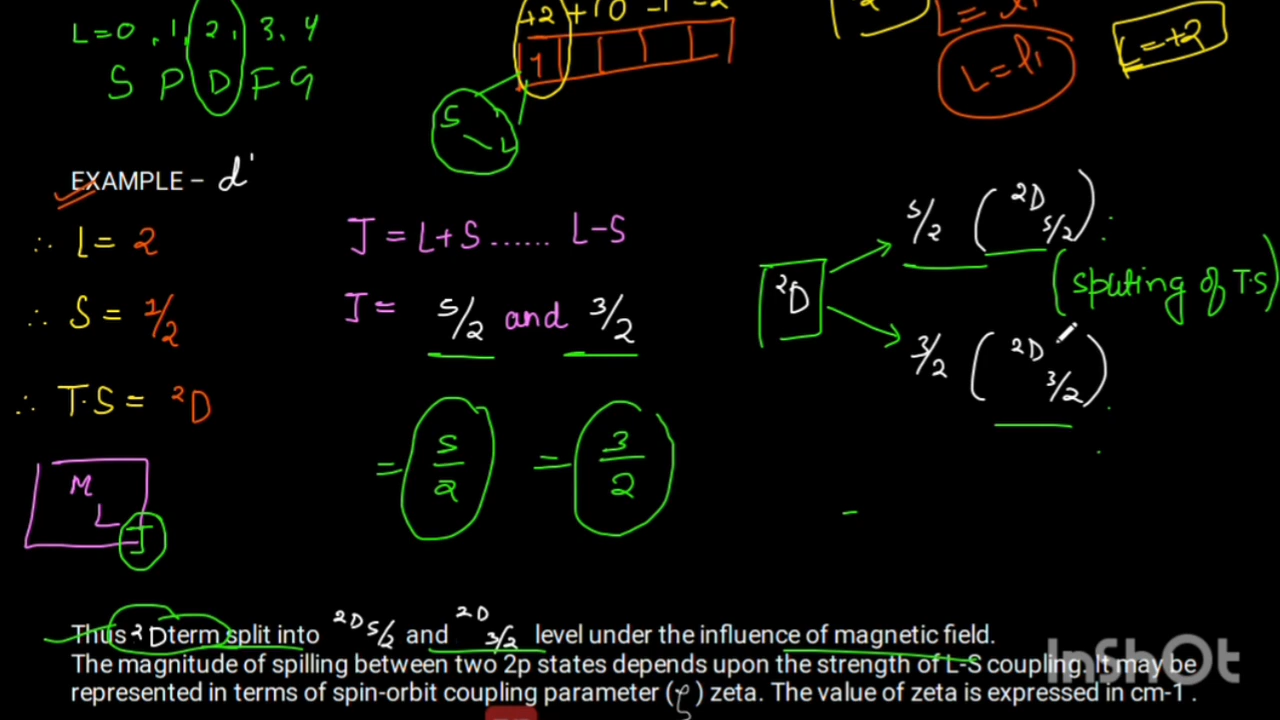 L=0, 1, 2, 3, 4
+2 +1 0 -1 -2
S P D F G
1
L=l1
L=+2
S
L
EXAMPLE – d¹
∴ L= 2
J = L+S...... L-S
5/2 (²D 5/2)
(spliting of T.S)
∴ S = 1/2
J = 5/2 and 3/2
²D
3/2 (²D 3/2)
∴ T.S = ²D
= 5/2 = 3/2
M L J
Thus ²D term split into ²D 5/2 and ²D 3/2 level under the influence of magnetic field.
The magnitude of spilling between two 2p states depends upon the strength of L-S coupling. It may be
represented in terms of spin-orbit coupling parameter (ζ) zeta. The value of zeta is expressed in cm-1 .
InShOt